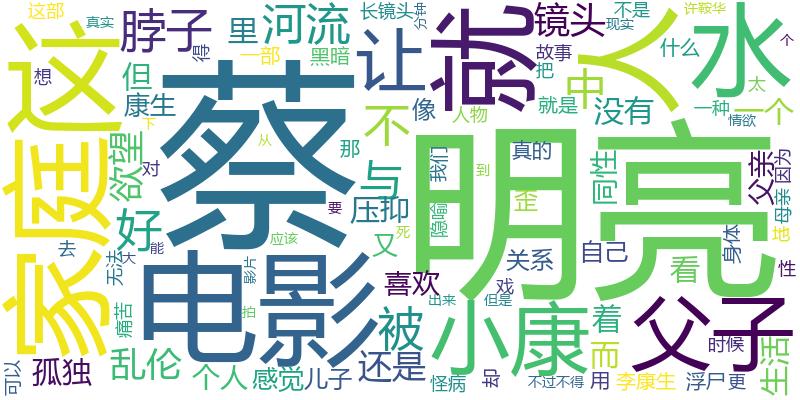 这部
真实
想
脖子
得
里
河流
一部
黑暗
长镜头
分钟
让
就
镜头
不是
现实
许鞍华
个
故事
把
什么
人
水
太
家庭
这
但
康生
蔡
不
像
人物
就是
中
没有
一种
一个
情欲
下
对
欲望
从
那
与
我们
真的
明亮
同性
父亲
因为
好
压抑
隐喻
到
歪
要
死
又
去
无法
大
能
应该
影片
拍
电影
喜欢
关系
自己
身体
看
母亲
地
性
痛苦
被
小康
出来
但是
戏
着
父子
时候
可以
孤独
乱伦
个人
感觉
儿子
还是
怪病
却
不过
不得
用
而
李康生
浮尸
更
生活